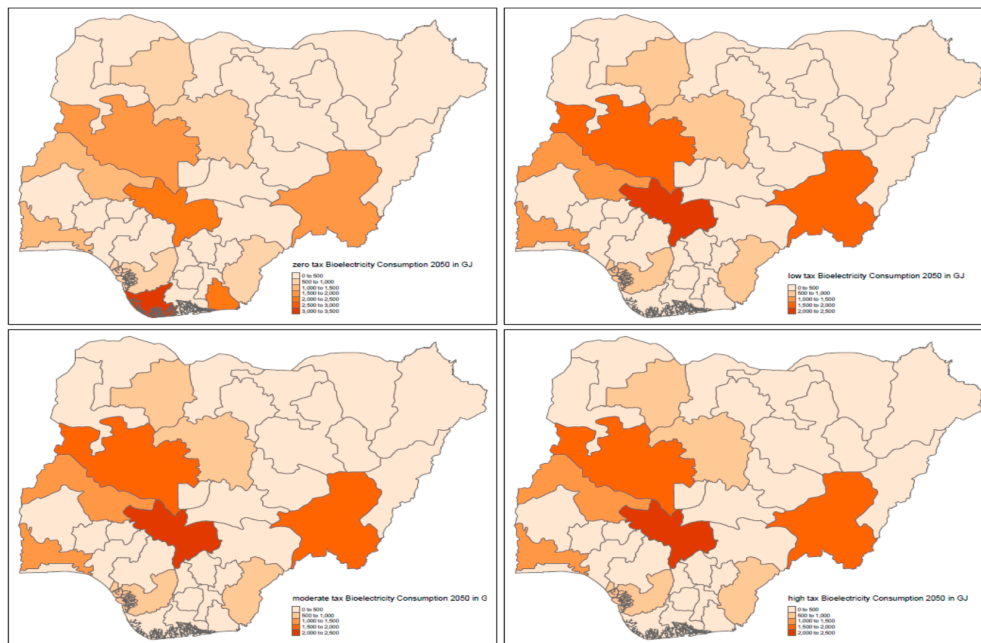 zero tax Bioelectricity Consumption 2050 in GJ
0 to 500
500 to 1,000
1,000 to 1,500
1,500 to 2,000
2,000 to 2,500
2,500 to 3,000
3,000 to 3,500
low tax Bioelectricity Consumption 2050 in GJ
0 to 500
500 to 1,000
1,000 to 1,500
1,500 to 2,000
2,000 to 2,500
moderate tax Bioelectricity Consumption 2050 in G
0 to 500
500 to 1,000
1,000 to 1,500
1,500 to 2,000
2,000 to 2,500
high tax Bioelectricity Consumption 2050 in GJ
0 to 500
500 to 1,000
1,000 to 1,500
1,500 to 2,000
2,000 to 2,500